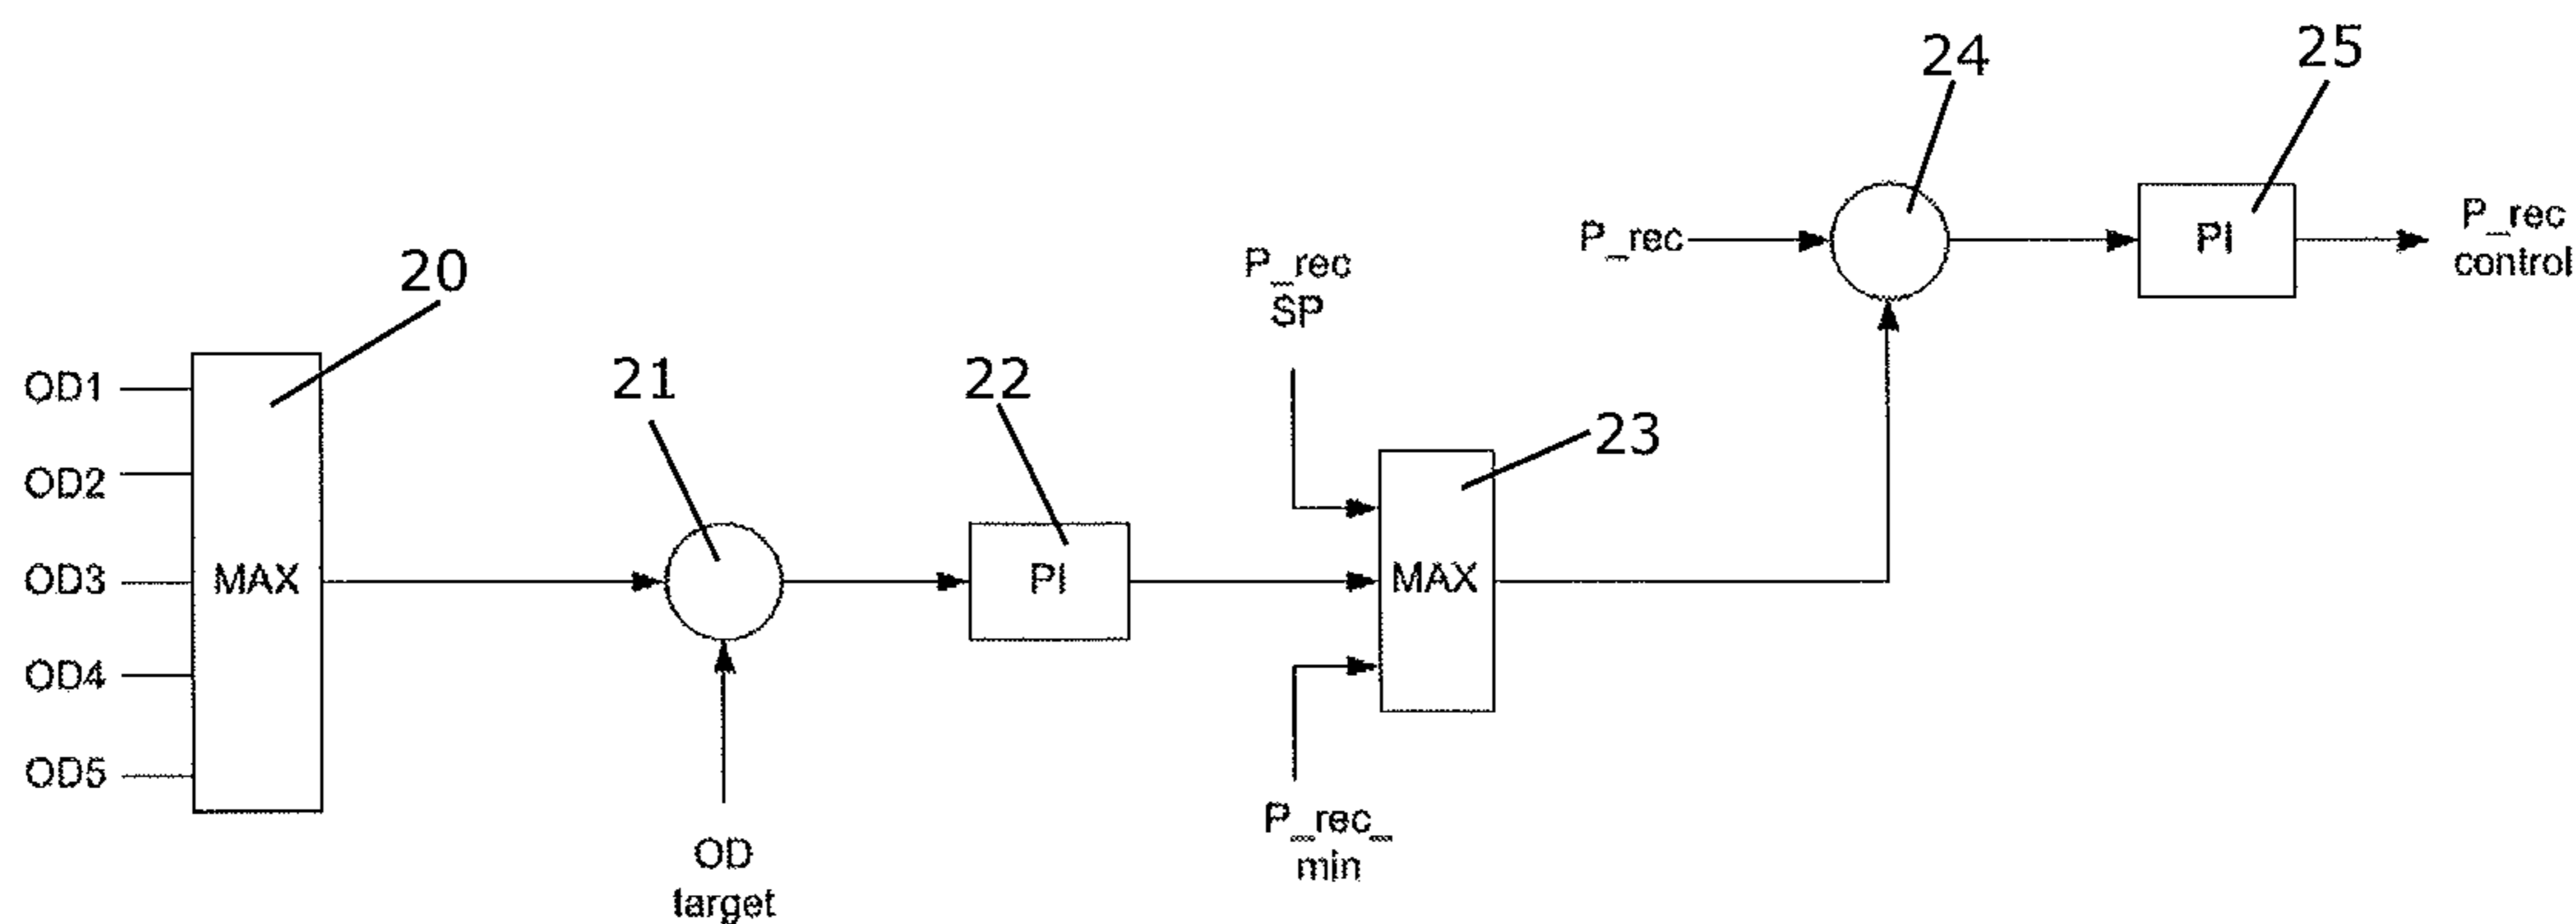 24
25
P_rec
P_rec
control
P_rec
SP
20
OD1
OD2
OD3
OD4
OD5
MAX
21
22
PI
23
MAX
PI
OD
target
P_rec_
min